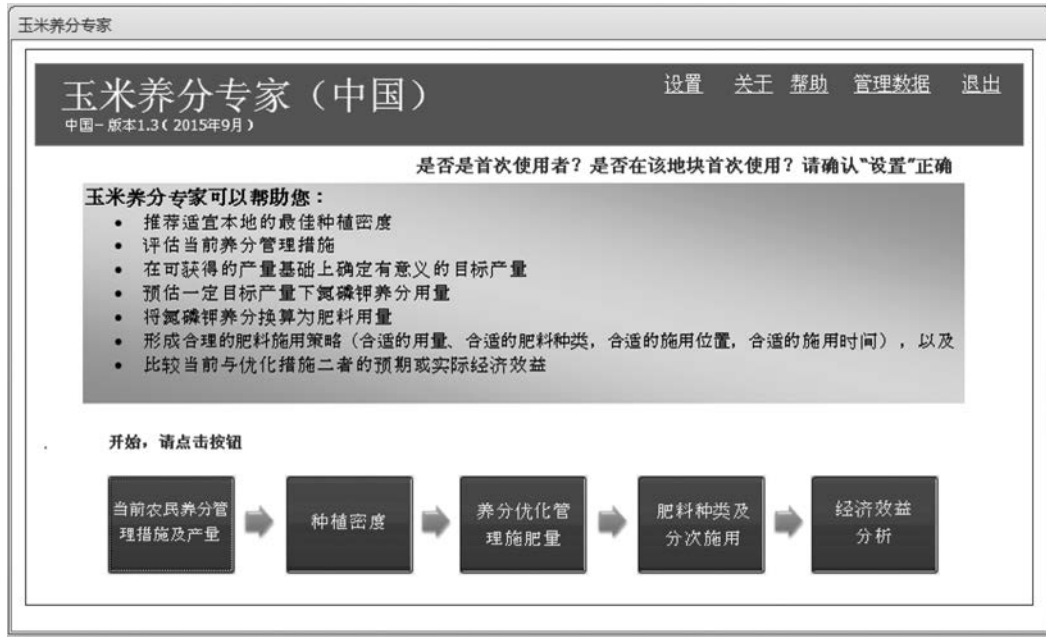 玉米养分专家
玉米养分专家（中国）
设置 关于 帮助 管理数据 退出
中国-版本1.3（2015年9月）
是否是首次使用者？是否在该地块首次使用？请确认"设置"正确
玉米养分专家可以帮助您：
• 推荐适宜本地的最佳种植密度
• 评估当前养分管理措施
• 在可获得的产量基础上确定有意义的目标产量
• 预估一定目标产量下氮磷钾养分用量
• 将氮磷钾养分换算为肥料用量
• 形成合理的肥料施用策略（合适的用量、合适的肥料种类，合适的施用位置，合适的施用时间），以及
• 比较当前与优化措施二者的预期或实际经济效益
开始，请点击按钮
当前农民养分管
理措施及产量
种植密度
养分优化管
理施肥量
肥料种类及
分次施用
经济效益
分析